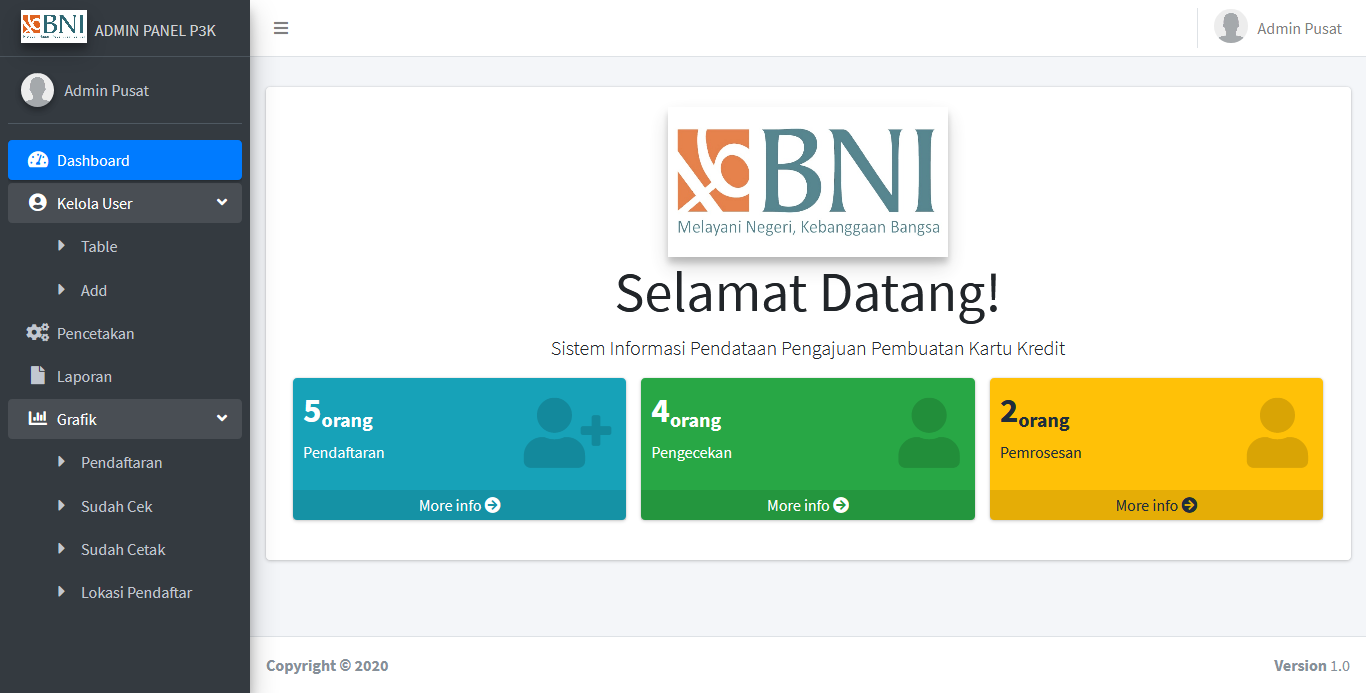 BNI
ADMIN PANEL P3K
Admin Pusat
Admin Pusat
Dashboard
Kelola User
Table
Add
Pencetakan
Laporan
Grafik
Pendaftaran
Sudah Cek
Sudah Cetak
Lokasi Pendaftar
BNI
Melayani Negeri, Kebanggaan Bangsa
Selamat Datang!
Sistem Informasi Pendataan Pengajuan Pembuatan Kartu Kredit
5orang
Pendaftaran
More info
4orang
Pengecekan
More info
2orang
Pemrosesan
More info
Copyright © 2020
Version 1.0